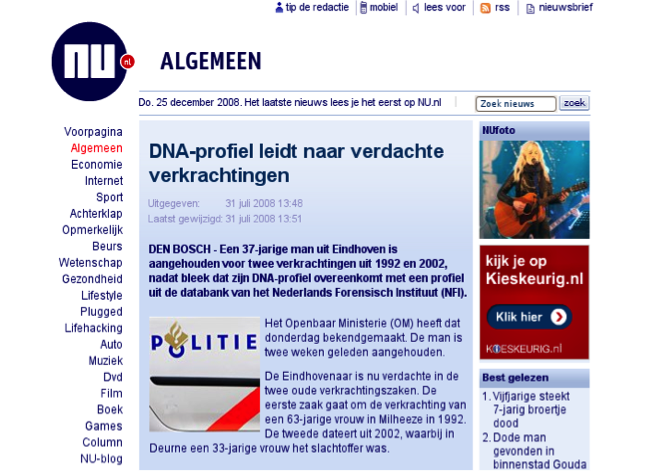 tip de redactie
mobiel
lees voor
rss
nieuwsbrief
NU
nl
ALGEMEEN
Do. 25 december 2008. Het laatste nieuws lees je het eerst op NU.nl
Zoek nieuws
zoek
Voorpagina
Algemeen
Economie
Internet
Sport
Achterklap
Opmerkelijk
Beurs
Wetenschap
Gezondheid
Lifestyle
Plugged
Lifehacking
Auto
Muziek
Dvd
Film
Boek
Games
Column
NU-blog
DNA-profiel leidt naar verdachte
verkrachtingen
Uitgegeven: 31 juli 2008 13:48
Laatst gewijzigd: 31 juli 2008 13:51
DEN BOSCH - Een 37-jarige man uit Eindhoven is
aangehouden voor twee verkrachtingen uit 1992 en 2002,
nadat bleek dat zijn DNA-profiel overeenkomt met een profiel
uit de databank van het Nederlands Forensisch Instituut (NFI).
POLITIE
Het Openbaar Ministerie (OM) heeft dat
donderdag bekendgemaakt. De man is
twee weken geleden aangehouden.
De Eindhovenaar is nu verdachte in de
twee oude verkrachtingszaken. De
eerste zaak gaat om de verkrachting van
een 63-jarige vrouw in Milheeze in 1992.
De tweede dateert uit 2002, waarbij in
Deurne een 33-jarige vrouw het slachtoffer was.
NUfoto
kijk je op
Kieskeurig.nl
Klik hier
KIESKEURIG.nl
Best gelezen
1. Vijfjarige steekt
7-jarig broertje
dood
2. Dode man
gevonden in
binnenstad Gouda